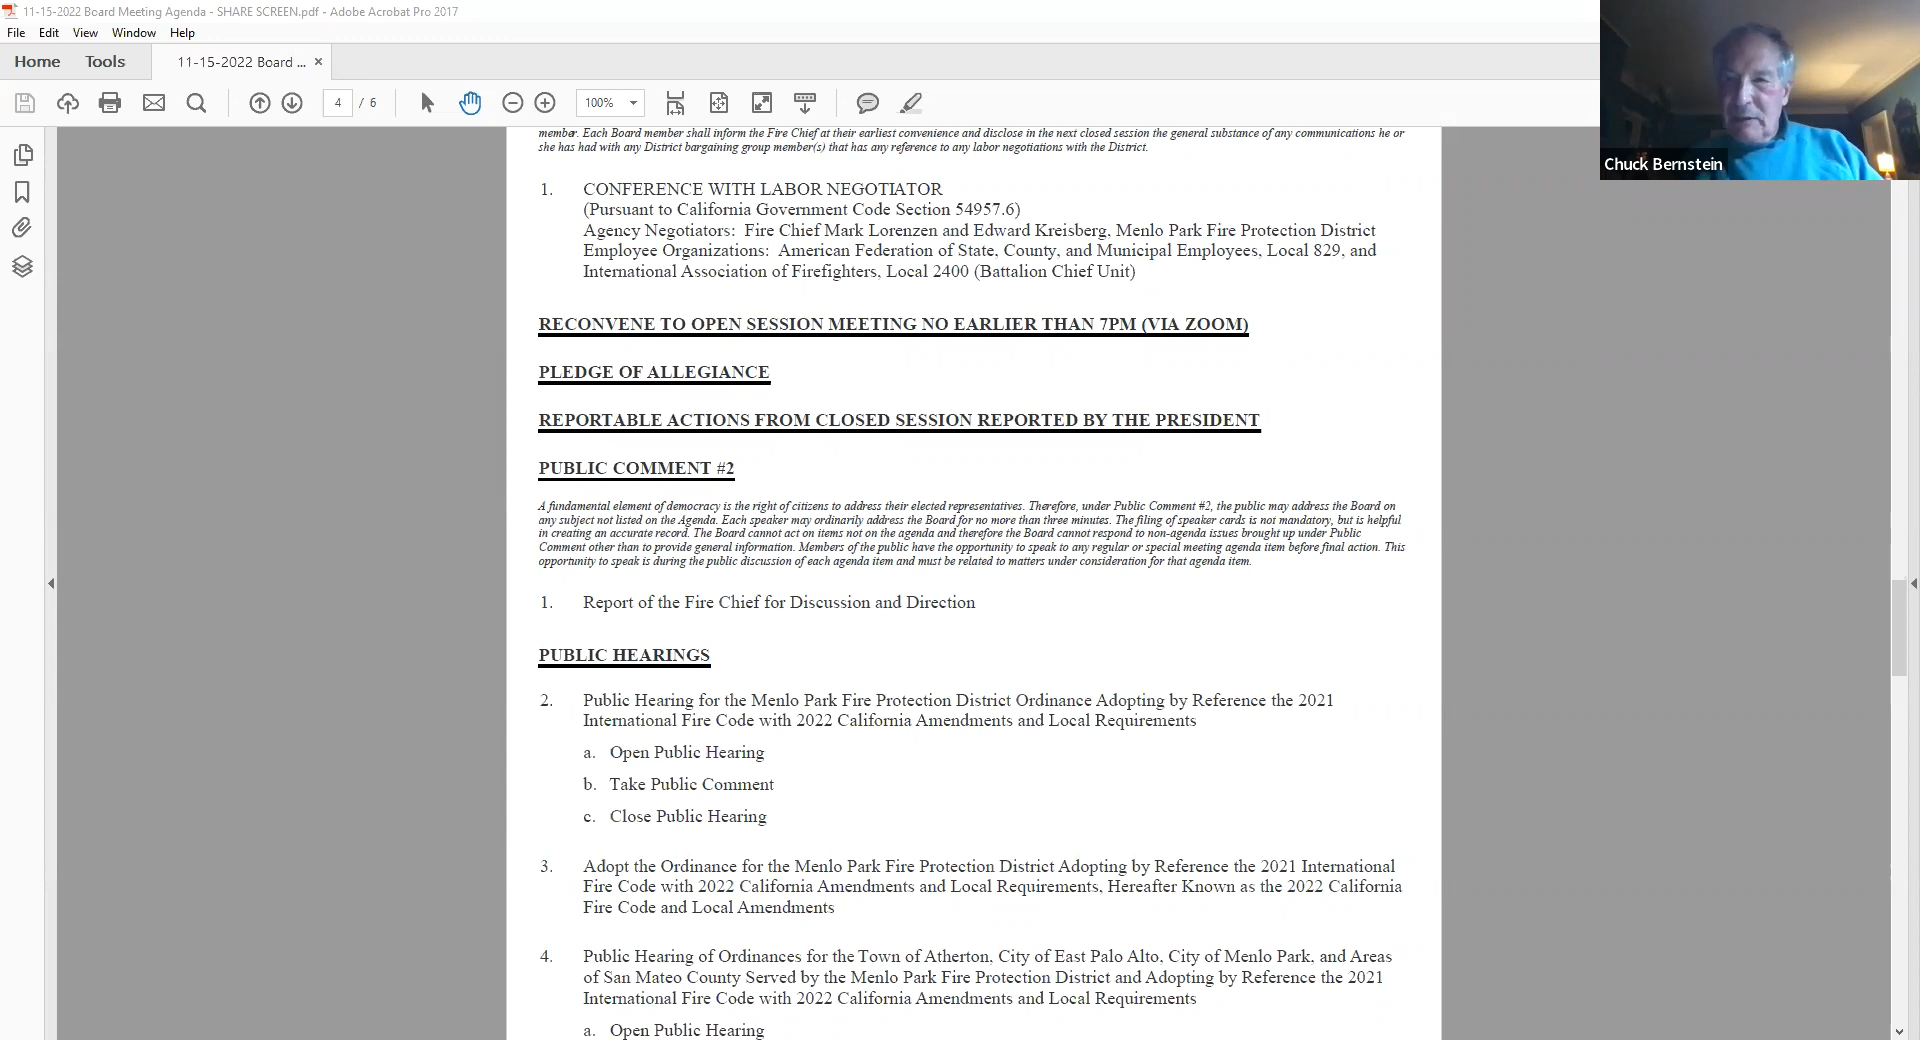 11-15-2022 Board Meeting Agenda - SHARE SCREEN.pdf - Adobe Acrobat Pro 2017
File Edit View Window Help
Home Tools 11-15-2022 Board ... ×
4 / 6 100%
Chuck Bernstein
member. Each Board member shall inform the Fire Chief at their earliest convenience and disclose in the next closed session the general substance of any communications he or
she has had with any District bargaining group member(s) that has any reference to any labor negotiations with the District.
1. CONFERENCE WITH LABOR NEGOTIATOR
(Pursuant to California Government Code Section 54957.6)
Agency Negotiators: Fire Chief Mark Lorenzen and Edward Kreisberg, Menlo Park Fire Protection District
Employee Organizations: American Federation of State, County, and Municipal Employees, Local 829, and
International Association of Firefighters, Local 2400 (Battalion Chief Unit)
RECONVENE TO OPEN SESSION MEETING NO EARLIER THAN 7PM (VIA ZOOM)
PLEDGE OF ALLEGIANCE
REPORTABLE ACTIONS FROM CLOSED SESSION REPORTED BY THE PRESIDENT
PUBLIC COMMENT #2
A fundamental element of democracy is the right of citizens to address their elected representatives. Therefore, under Public Comment #2, the public may address the Board on
any subject not listed on the Agenda. Each speaker may ordinarily address the Board for no more than three minutes. The filing of speaker cards is not mandatory, but is helpful
in creating an accurate record. The Board cannot act on items not on the agenda and therefore the Board cannot respond to non-agenda issues brought up under Public
Comment other than to provide general information. Members of the public have the opportunity to speak to any regular or special meeting agenda item before final action. This
opportunity to speak is during the public discussion of each agenda item and must be related to matters under consideration for that agenda item.
1. Report of the Fire Chief for Discussion and Direction
PUBLIC HEARINGS
2. Public Hearing for the Menlo Park Fire Protection District Ordinance Adopting by Reference the 2021
International Fire Code with 2022 California Amendments and Local Requirements
a. Open Public Hearing
b. Take Public Comment
c. Close Public Hearing
3. Adopt the Ordinance for the Menlo Park Fire Protection District Adopting by Reference the 2021 International
Fire Code with 2022 California Amendments and Local Requirements, Hereafter Known as the 2022 California
Fire Code and Local Amendments
4. Public Hearing of Ordinances for the Town of Atherton, City of East Palo Alto, City of Menlo Park, and Areas
of San Mateo County Served by the Menlo Park Fire Protection District and Adopting by Reference the 2021
International Fire Code with 2022 California Amendments and Local Requirements
a. Open Public Hearing